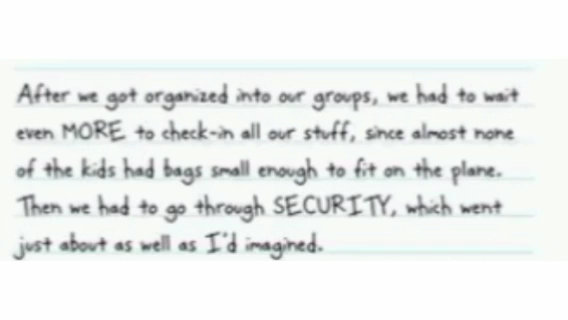 After we got organized into our groups, we had to wait
even MORE to check-in all our stuff, since almost none
of the kids had bags small enough to fit on the plane.
Then we had to go through SECURITY, which went
just about as well as I'd imagined.